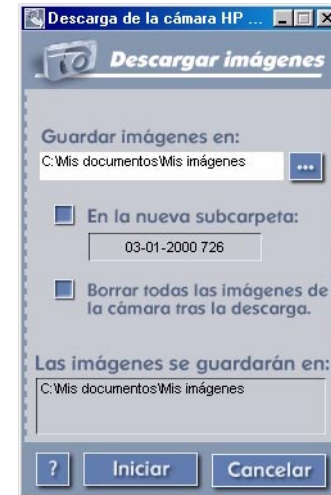 Descarga de la cámara HP ...
Descargar imágenes
Guardar imágenes en:
C:\Mis documentos\Mis imágenes
...
En la nueva subcarpeta:
03-01-2000 726
Borrar todas las imágenes de
la cámara tras la descarga.
Las imágenes se guardarán en:
C:\Mis documentos\Mis imágenes
? Iniciar Cancelar